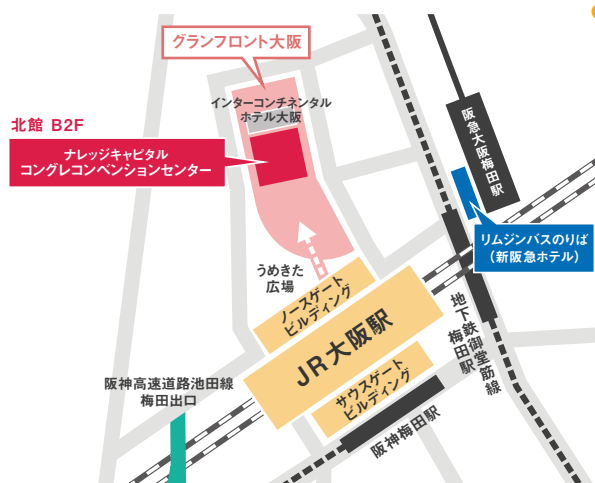 グランフロント大阪
インターコンチネンタル
ホテル大阪
北館 B2F
ナレッジキャピタル
コングレコンベンションセンター
阪急大阪梅田駅
リムジンバスのりば
(新阪急ホテル)
うめきた
広場
ノースゲート
ビルディング
JR大阪駅
地下鉄御堂筋線
梅田駅
サウスゲート
ビルディング
阪神高速道路池田線
梅田出口
阪神梅田駅